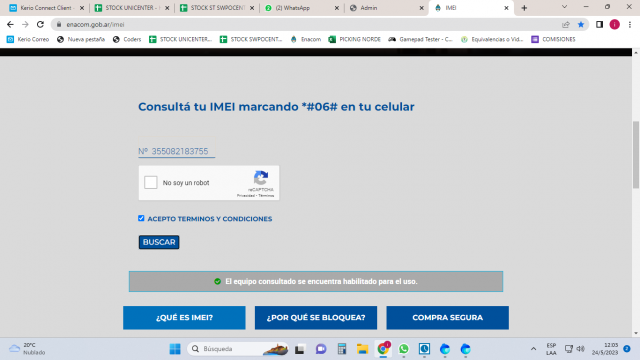 Kerio Connect Client
STOCK UNICENTER -
STOCK ST SWPOCENT
(2) WhatsApp
Admin
IMEI
enacom.gob.ar/imei
Kerio Correo
Nueva pestaña
Coders
STOCK UNICENTER...
STOCK SWPOCENT...
Enacom
PICKING NORDE
Gamepad Tester - C...
Equivalencias o Vid...
COMISIONES
Consultá tu IMEI marcando *#06# en tu celular
Nº 355082183755
No soy un robot
reCAPTCHA
Privacidad - Términos
ACEPTO TERMINOS Y CONDICIONES
BUSCAR
El equipo consultado se encuentra habilitado para el uso.
¿QUÉ ES IMEI?
¿POR QUÉ SE BLOQUEA?
COMPRA SEGURA
20°C
Nublado
Búsqueda
ESP
LAA
12:05
24/5/2023